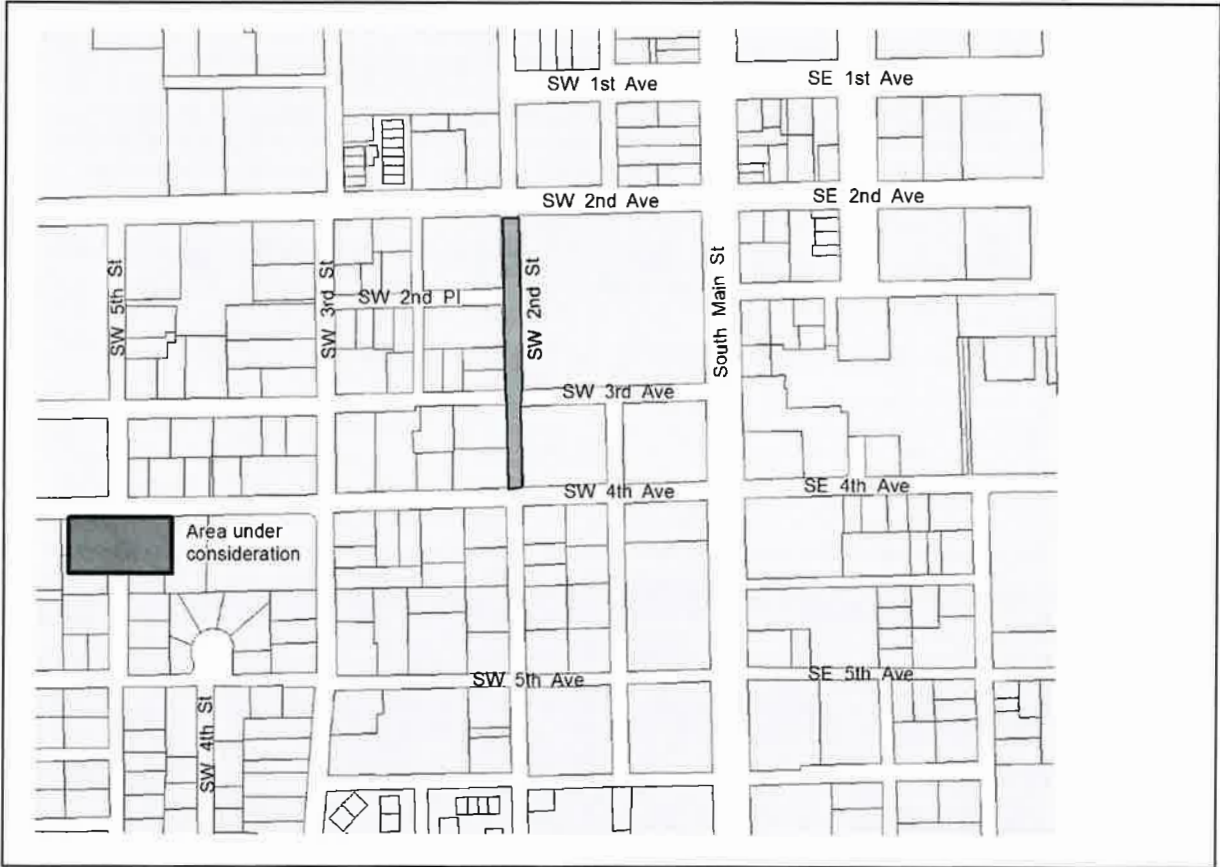 SW 1st Ave
SE 1st Ave
SW 2nd Ave
SE 2nd Ave
SW 5th St
SW 3rd St
SW 2nd Pl
SW 2nd St
South Main St
SW 3rd Ave
SW 4th Ave
SE 4th Ave
Area under
consideration
SW 5th Ave
SE 5th Ave
SW 4th St